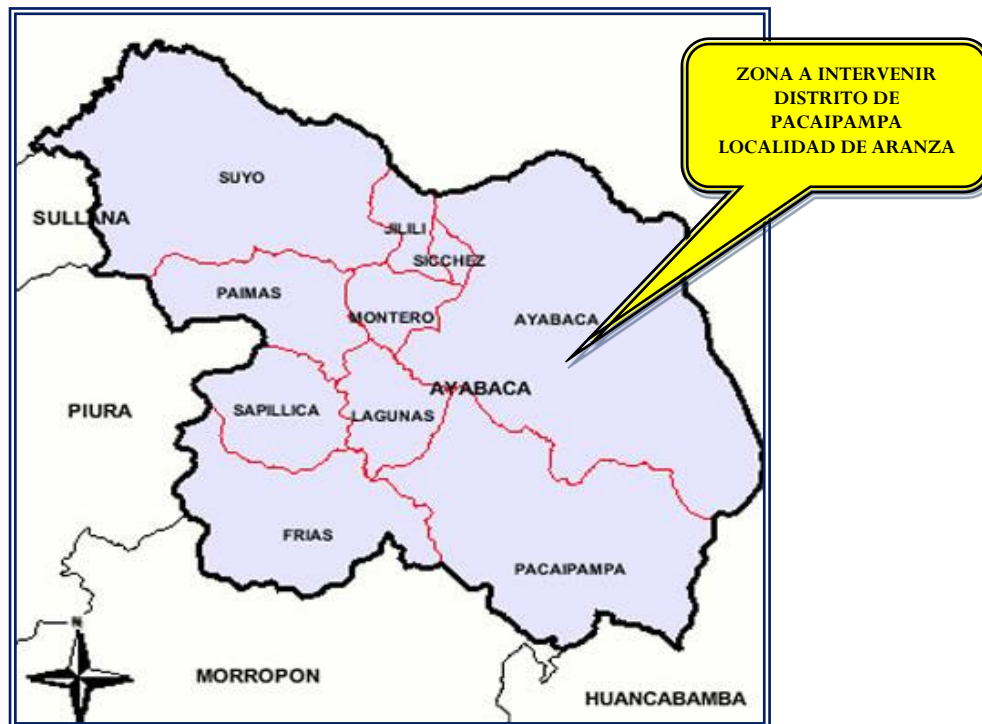 ZONA A INTERVENIR
DISTRITO DE
PACAIPAMPA
LOCALIDAD DE ARANZA
SUYO
SULLANA
JILILI
SICCHEZ
PAIMAS
MONTERO
AYABACA
AYABACA
PIURA
SAPILLICA
LAGUNAS
FRIAS
PACAIPAMPA
N
MORROPON
HUANCABAMBA